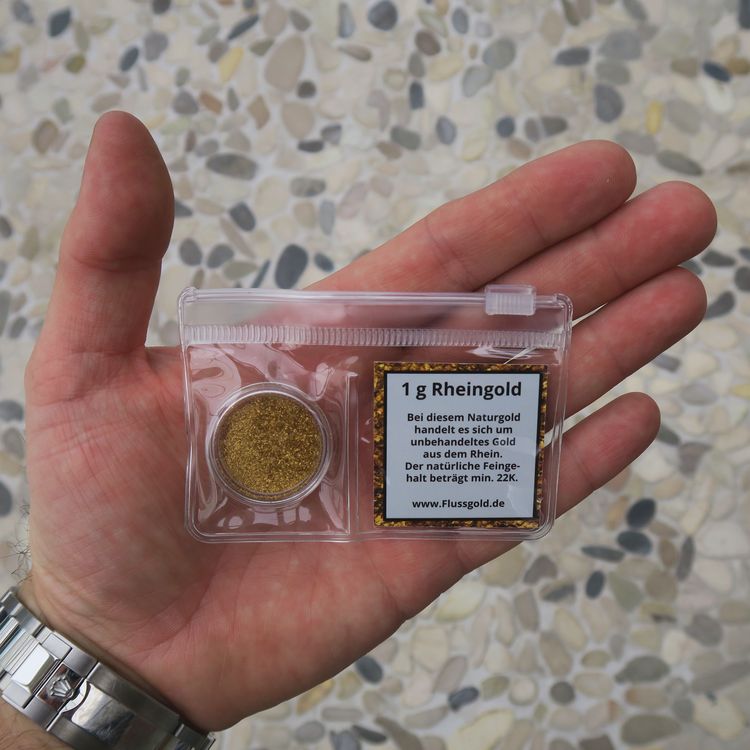 1 g Rheingold
Bei diesem Naturgold
handelt es sich um
unbehandeltes Gold
aus dem Rhein.
Der natürliche Feinge-
halt beträgt min. 22K.
www.Flussgold.de